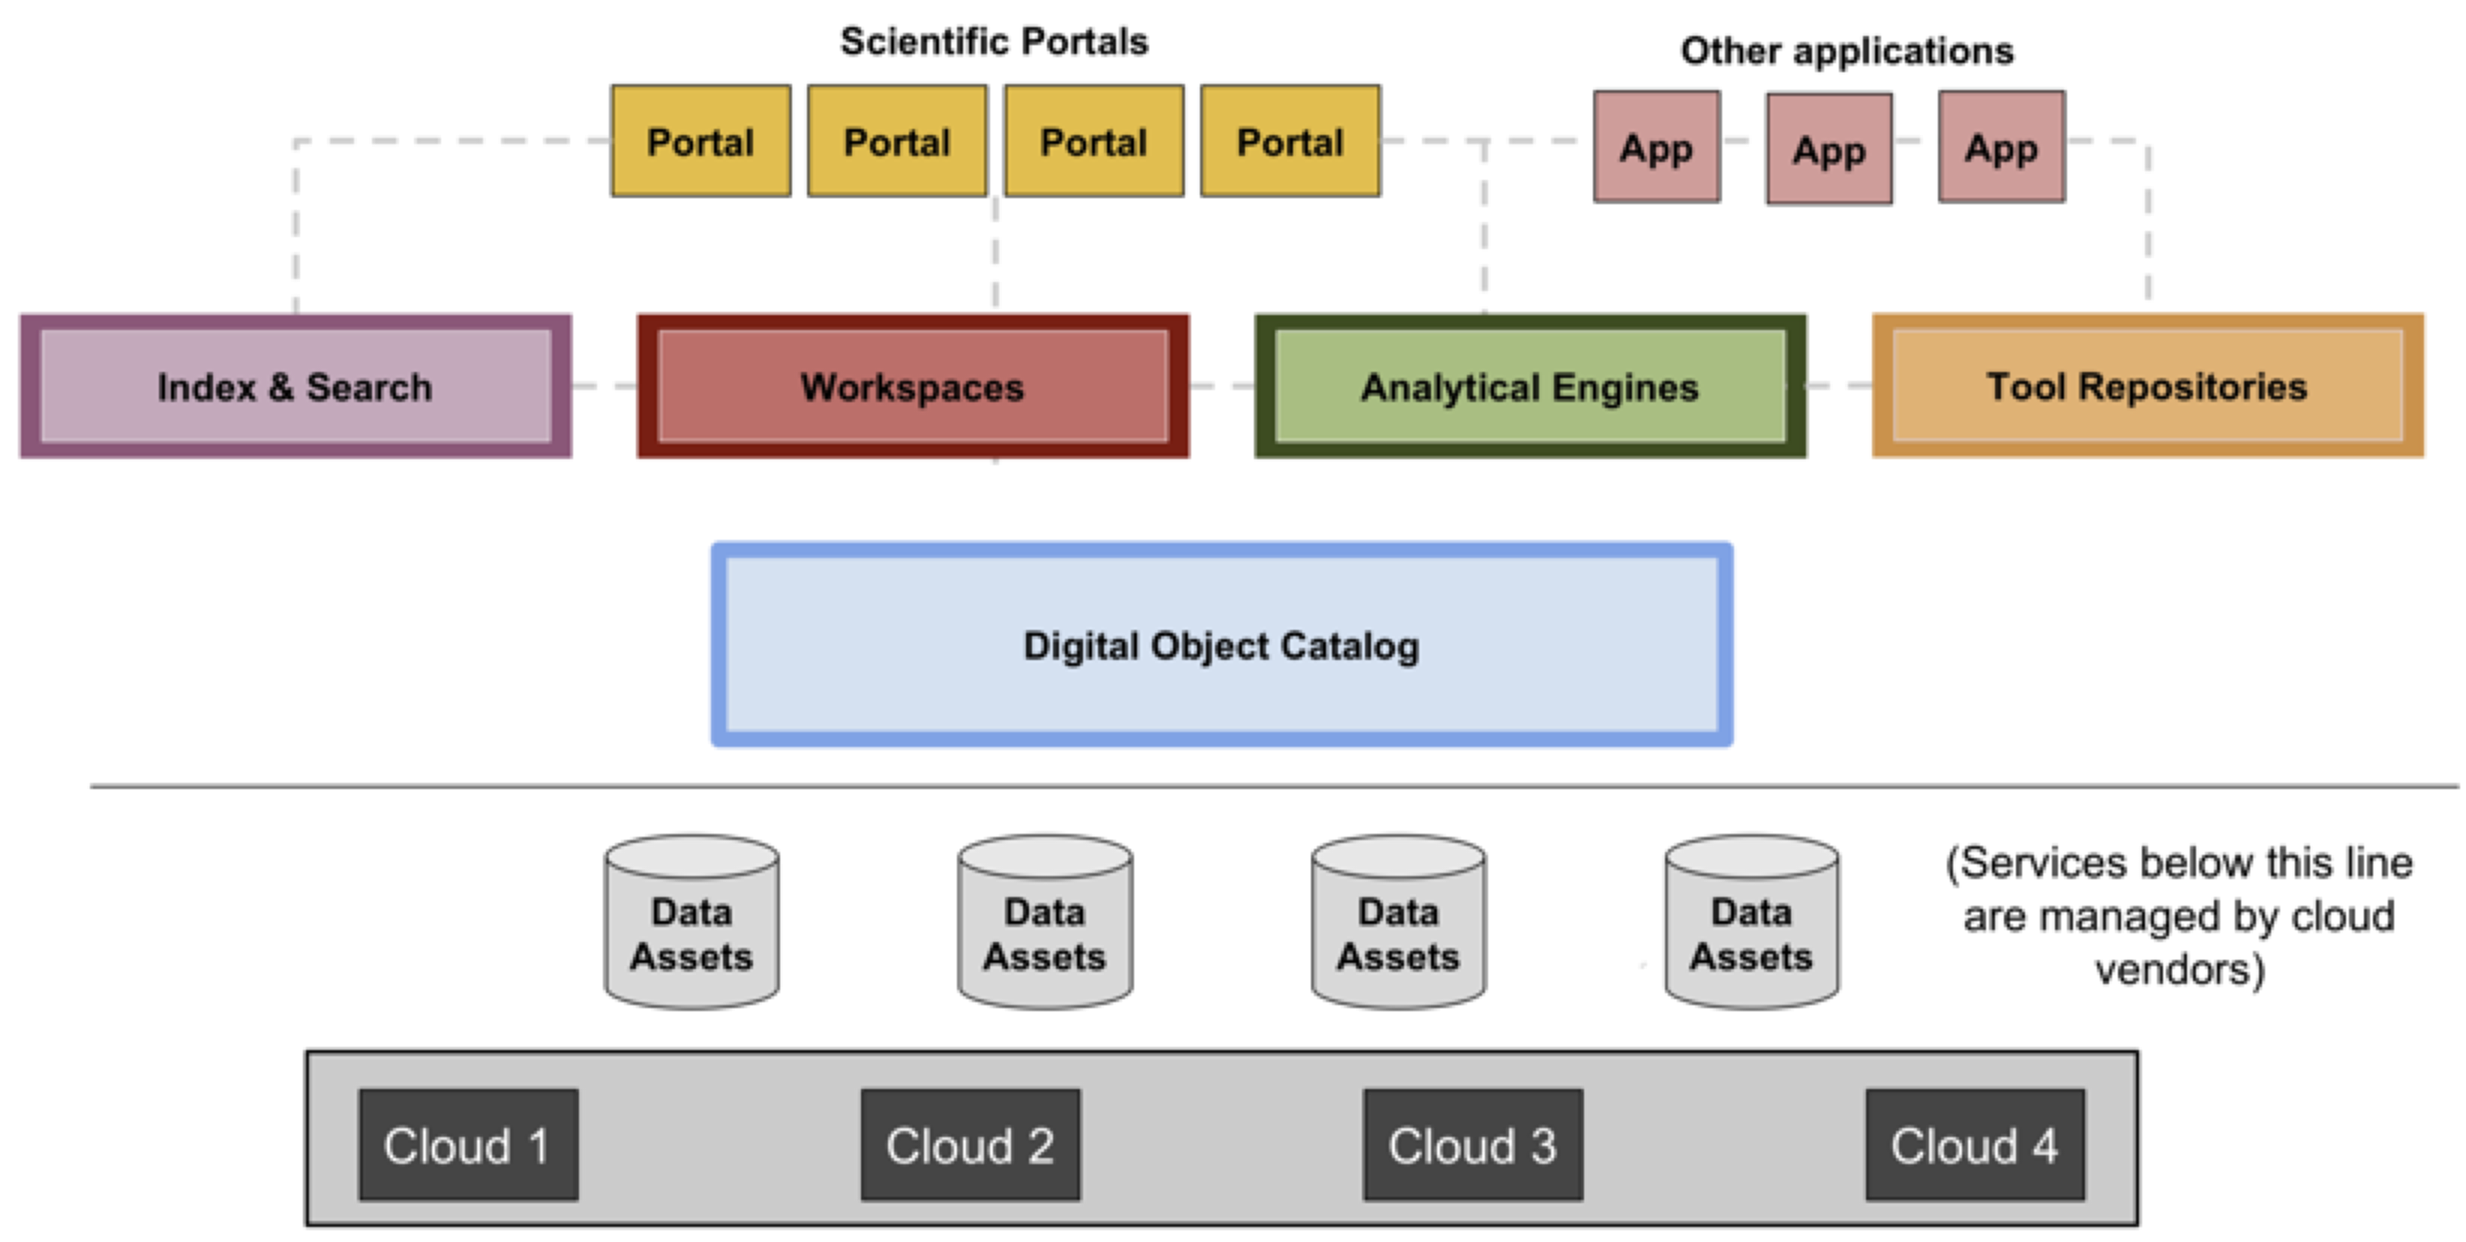 Scientific Portals
Other applications
Portal
Portal
Portal
Portal
App
App
App
Index & Search
Workspaces
Analytical Engines
Tool Repositories
Digital Object Catalog
Data
Assets
Data
Assets
Data
Assets
Data
Assets
(Services below this line
are managed by cloud
vendors)
Cloud 1
Cloud 2
Cloud 3
Cloud 4